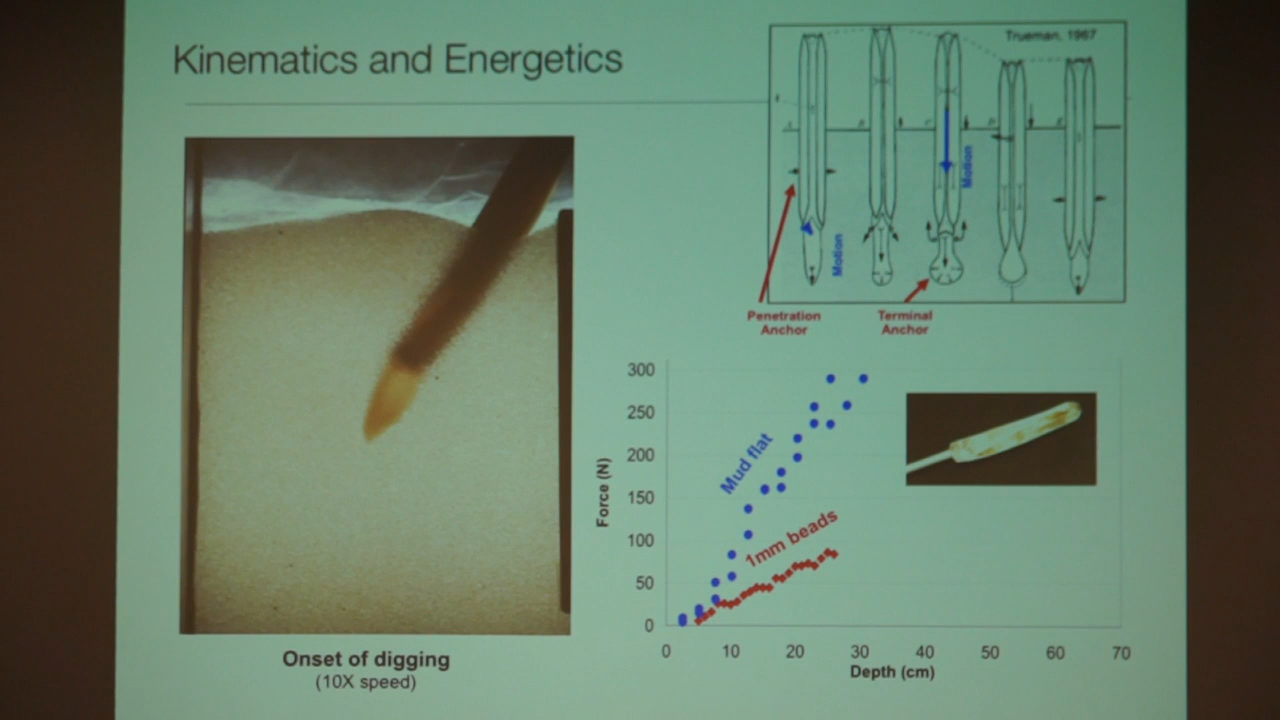 Kinematics and Energetics
Trueman, 1967
Motion
Motion
Penetration
Anchor
Terminal
Anchor
300
250
200
150
100
50
0
Force (N)
Mud flat
1mm beads
0 10 20 30 40 50 60 70
Depth (cm)
Onset of digging
(10X speed)